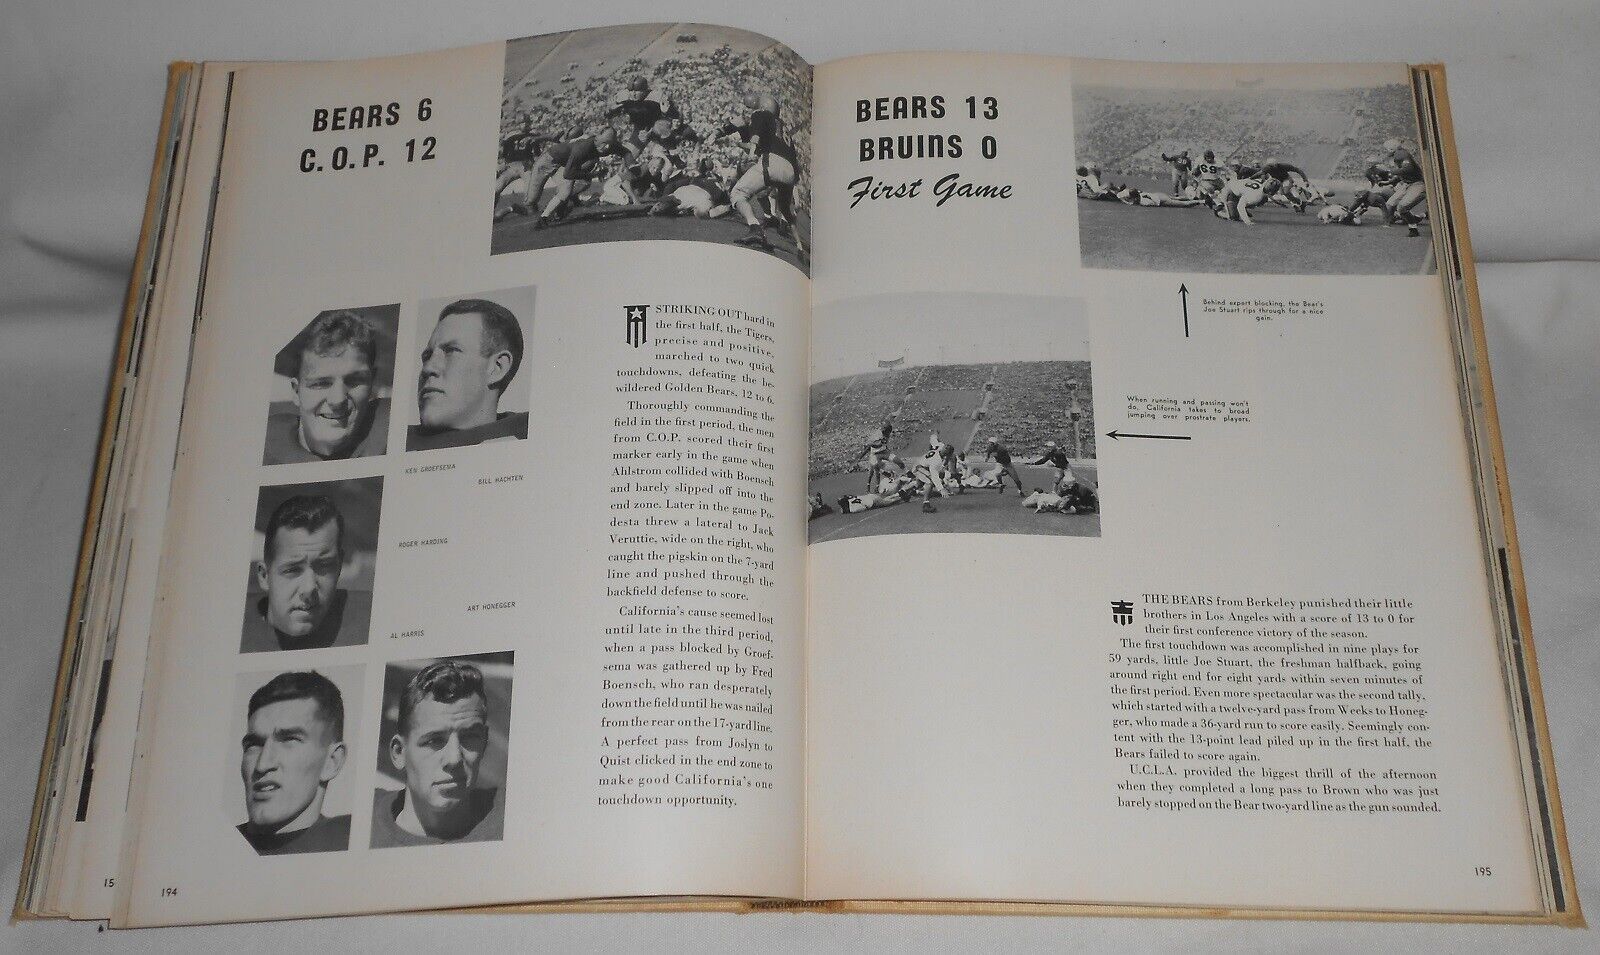 BEARS 6
C.O.P. 12
KEN GROEFSEMA
BILL HACHTEN
ROGER HARDING
ART HONEGGER
AL HARRIS
STRIKING OUT hard in
the first half, the Tigers,
precise and positive,
marched to two quick
touchdowns, defeating the be-
wildered Golden Bears, 12 to 6.
Thoroughly commanding the
field in the first period, the men
from C.O.P. scored their first
marker early in the game when
Ahlstrom collided with Boensch
and barely slipped off into the
end zone. Later in the game Po-
desta threw a lateral to Jack
Veruttie, wide on the right, who
caught the pigskin on the 7-yard
line and pushed through the
backfield defense to score.
California's cause seemed lost
until late in the third period,
when a pass blocked by Groef-
sema was gathered up by Fred
Boensch, who ran desperately
down the field until he was nailed
from the rear on the 17-yard line.
A perfect pass from Joslyn to
Quist clicked in the end zone to
make good California's one
touchdown opportunity.
15
194
BEARS 13
BRUINS 0
First Game
69
Behind expert blocking, the Bear's
Joe Stuart rips through for a nice
gain.
When running and passing won't
do, California takes to broad
jumping over prostrate players.
THE BEARS from Berkeley punished their little
brothers in Los Angeles with a score of 13 to 0 for
their first conference victory of the season.
The first touchdown was accomplished in nine plays for
59 yards, little Joe Stuart, the freshman halfback, going
around right end for eight yards within seven minutes of
the first period. Even more spectacular was the second tally,
which started with a twelve-yard pass from Weeks to Honeg-
ger, who made a 36-yard run to score easily. Seemingly con-
tent with the 13-point lead piled up in the first half, the
Bears failed to score again.
U.C.L.A. provided the biggest thrill of the afternoon
when they completed a long pass to Brown who was just
barely stopped on the Bear two-yard line as the gun sounded.
195